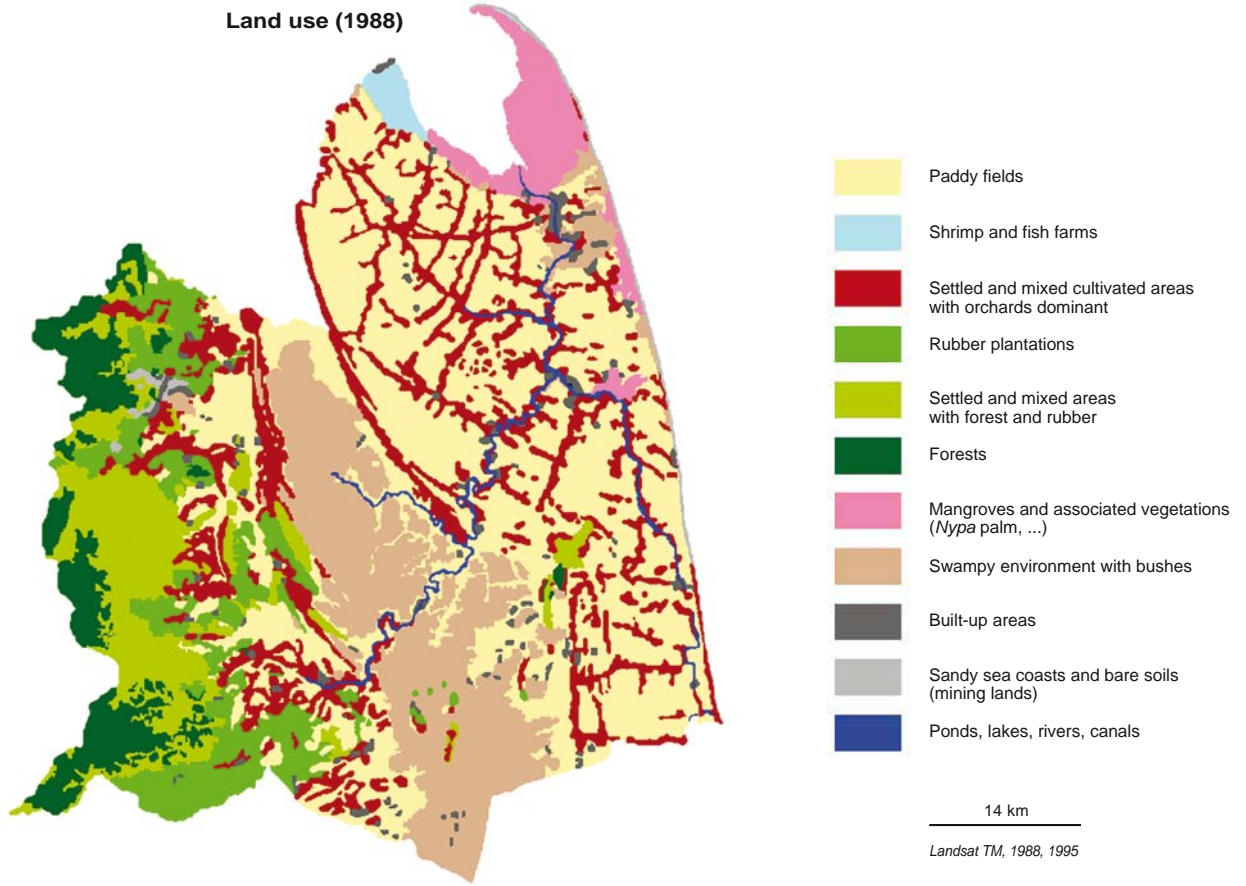 Land use (1988)
Paddy fields
Shrimp and fish farms
Settled and mixed cultivated areas
with orchards dominant
Rubber plantations
Settled and mixed areas
with forest and rubber
Forests
Mangroves and associated vegetations
(Nypa palm, ...)
Swampy environment with bushes
Built-up areas
Sandy sea coasts and bare soils
(mining lands)
Ponds, lakes, rivers, canals
14 km
Landsat TM, 1988, 1995